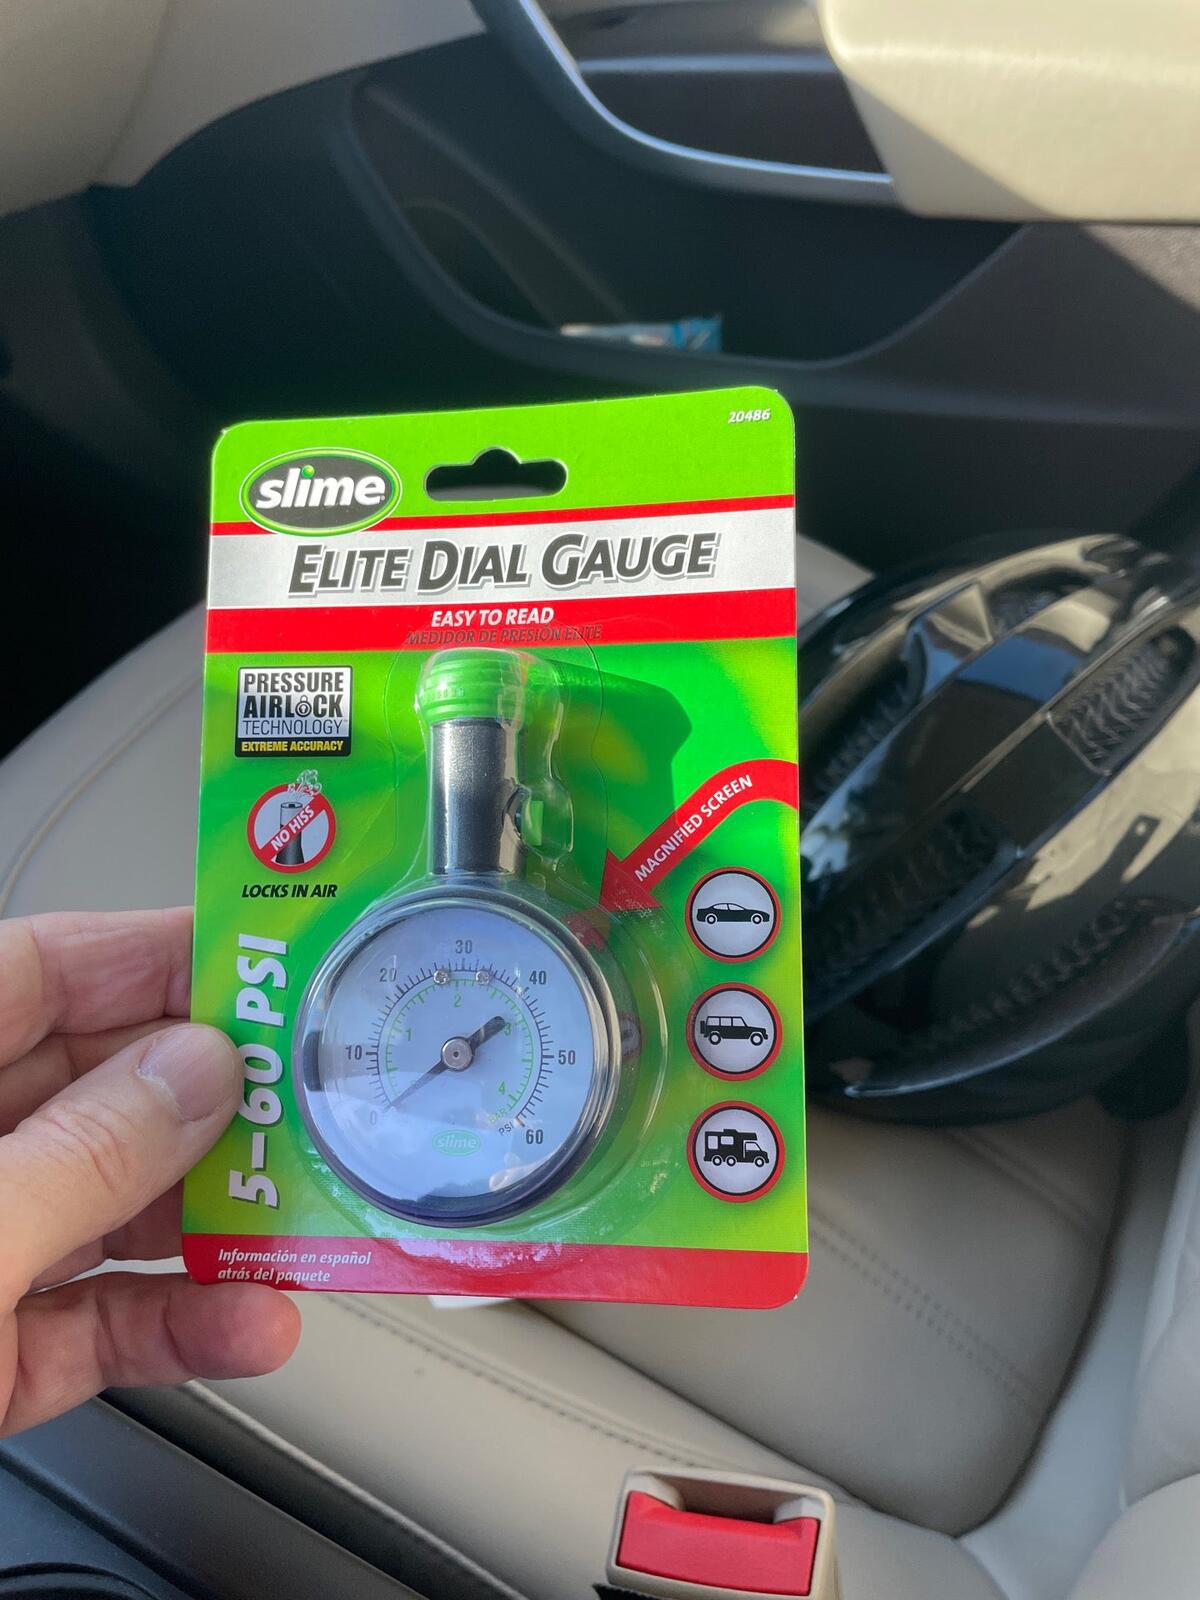 20486
slime
ELITE DIAL GAUGE
EASY TO READ
MEDIDOR DE PRESIÓN ELITE
PRESSURE
AIRLOCK
TECHNOLOGY™
EXTREME ACCURACY
NO HISS
LOCKS IN AIR
MAGNIFIED SCREEN
5-60 PSI
0
10
20
30
40
50
60
1
2
3
4
BAR
PSI
slime
Información en español
atrás del paquete